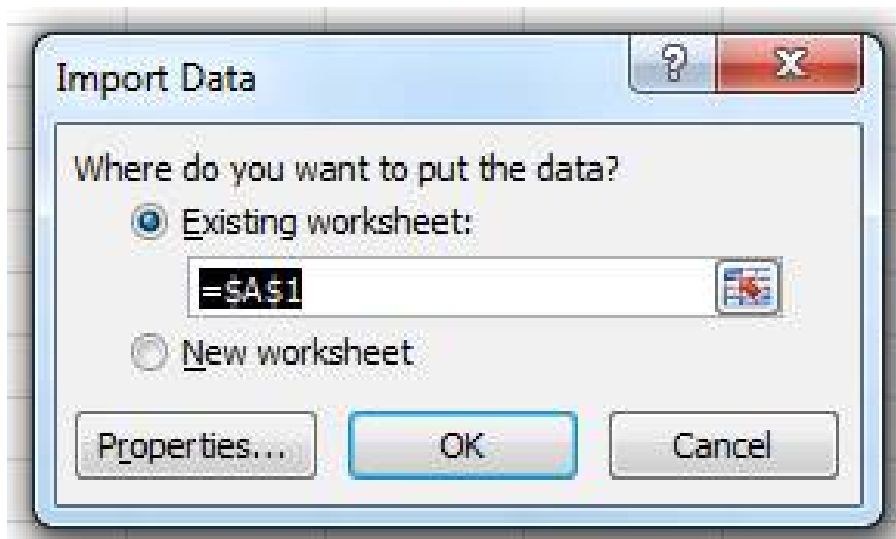 Import Data
?
Where do you want to put the data?
Existing worksheet:
=$A$1
New worksheet
Properties... OK Cancel